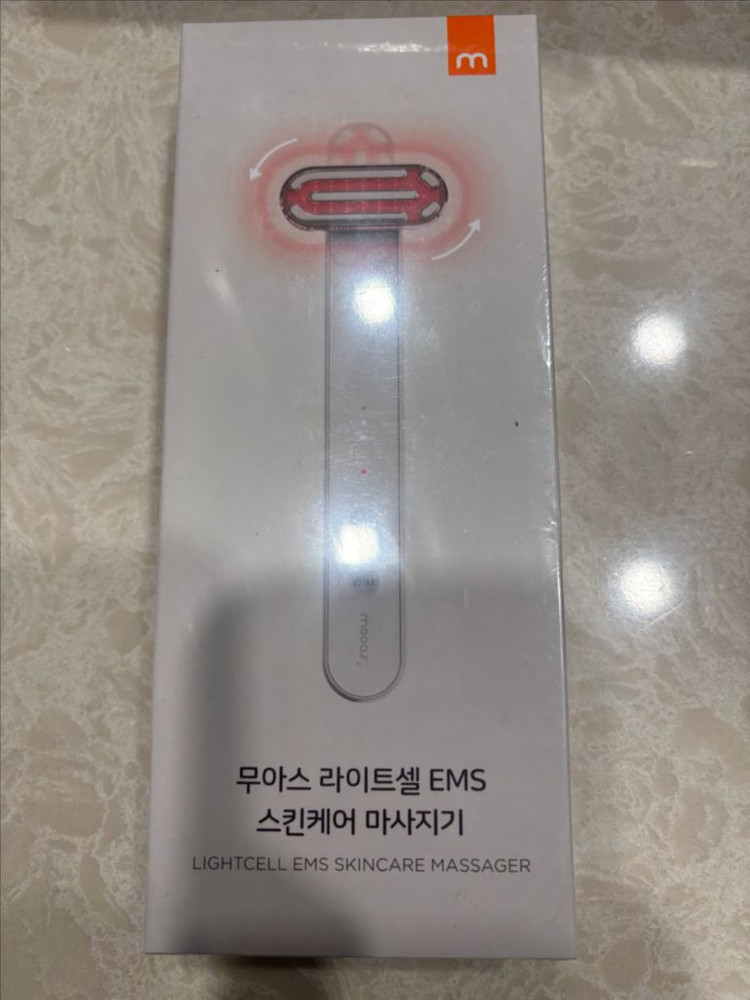 m
mooas
무아스 라이트셀 EMS
스킨케어 마사지기
LIGHTCELL EMS SKINCARE MASSAGER